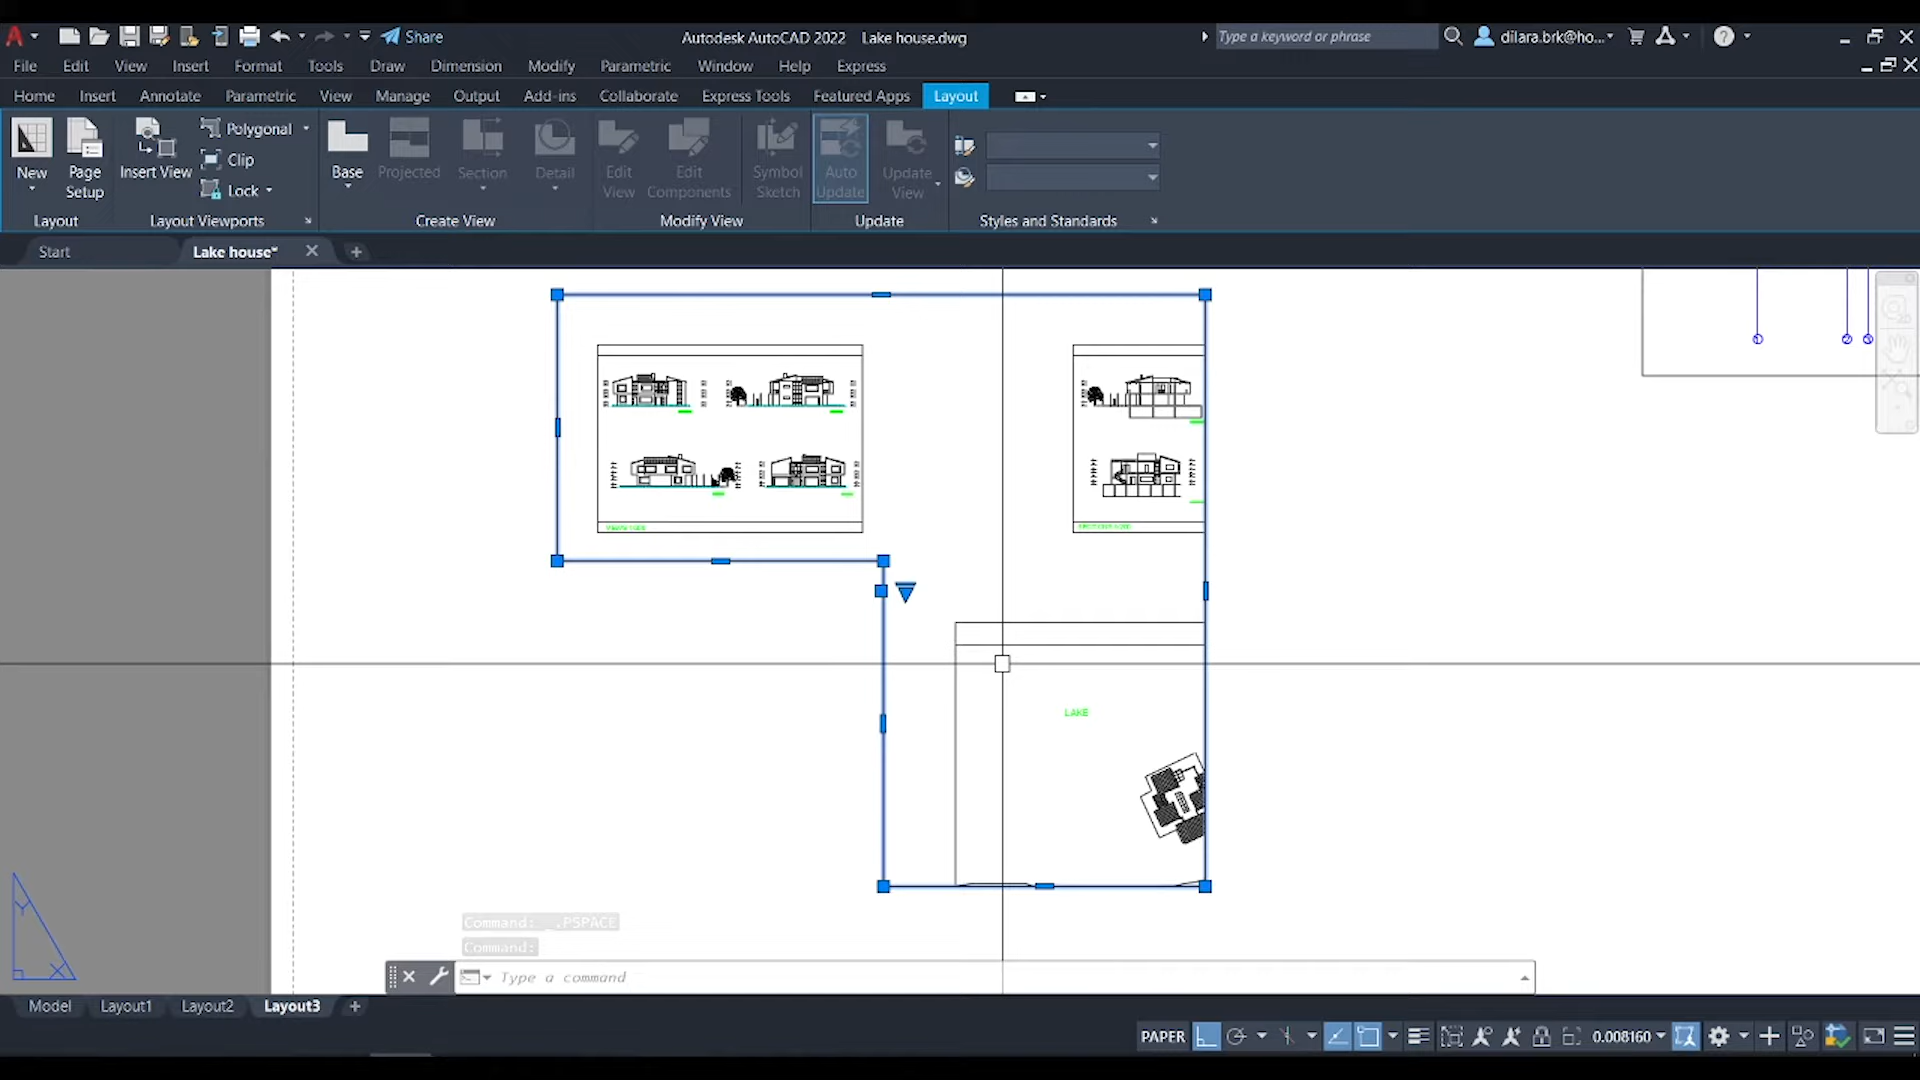 Share
Autodesk AutoCAD 2022 Lake house.dwg
Type a keyword or phrase
dilara.brk@ho...
File Edit View Insert Format Tools Draw Dimension Modify Parametric Window Help Express
Home Insert Annotate Parametric View Manage Output Add-ins Collaborate Express Tools Featured Apps Layout
New
Page Setup
Insert View
Polygonal
Clip
Lock
Base
Projected
Section
Detail
Edit View
Edit Components
Symbol Sketch
Auto Update
Update View
Layout
Layout Viewports
Create View
Modify View
Update
Styles and Standards
Start
Lake house*
1 2 3
LAKE
Y
X
Command: _.PSPACE
Command:
Type a command
Model Layout1 Layout2 Layout3
PAPER
0.008160